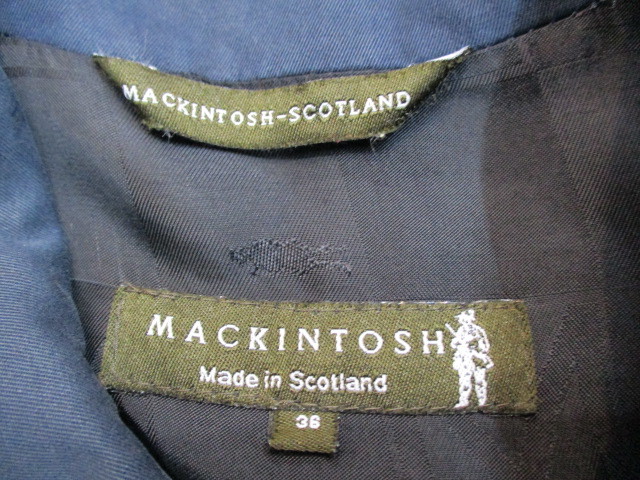 MACKINTOSH-SCOTLAND
MACKINTOSH
Made in Scotland
36